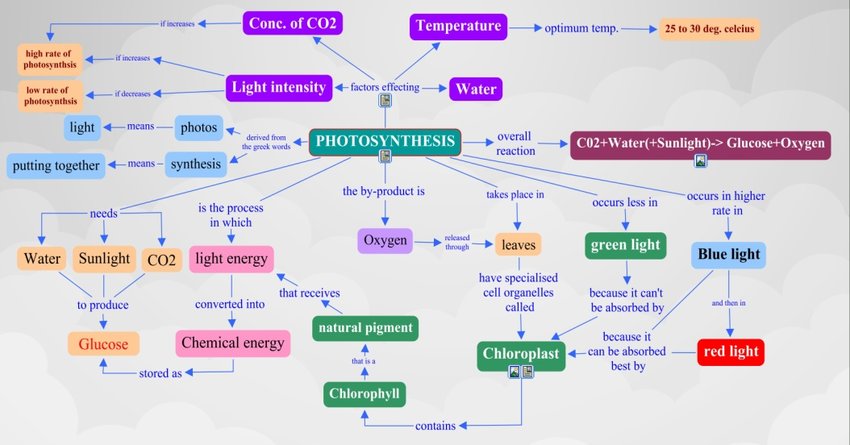 if increases
Conc. of CO2
Temperature
optimum temp.
25 to 30 deg. celcius
high rate of
photosynthsis
if increases
low rate of
photosynthsis
if decreases
Light intensity
factors effecting
Water
light
means
photos
derived from
the greek words
putting together
means
synthesis
PHOTOSYNTHESIS
overall
reaction
C02+Water(+Sunlight)-> Glucose+Oxygen
needs
is the process
in which
the by-product is
takes place in
occurs less in
occurs in higher
rate in
Water
Sunlight
CO2
light energy
Oxygen
released
through
leaves
green light
Blue light
to produce
converted into
that receives
have specialised
cell organelles
called
because it can't
be absorbed by
and then in
Glucose
Chemical energy
natural pigment
Chloroplast
because it
can be absorbed
best by
red light
stored as
that is a
Chlorophyll
contains